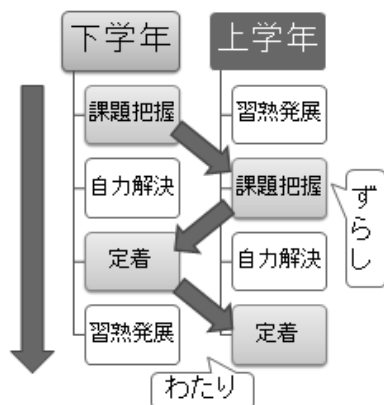 下学年
上学年
課題把握
習熟発展
自力解決
課題把握
ずらし
定着
自力解決
習熟発展
定着
わたり